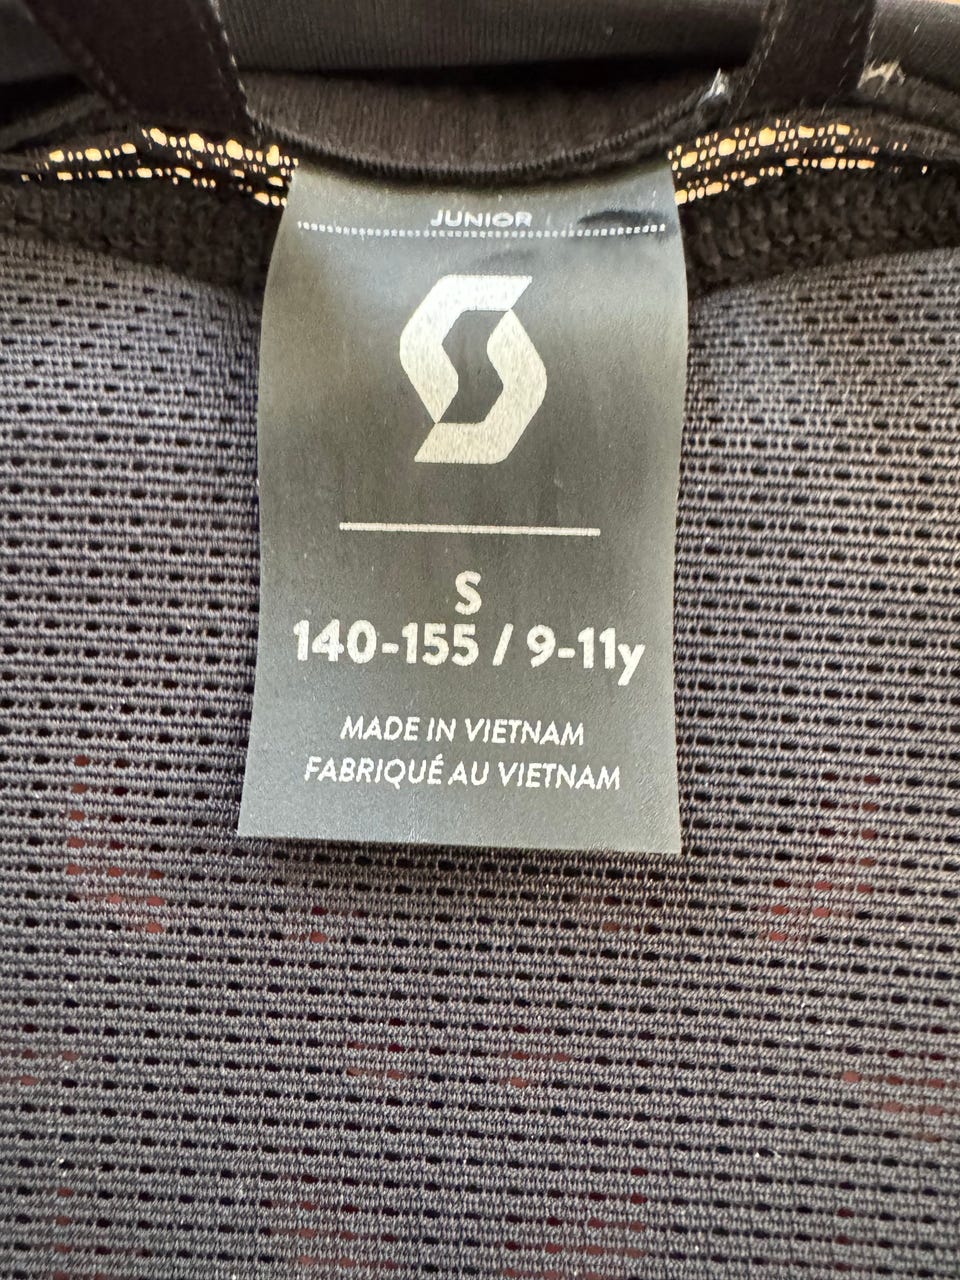 JUNIOR
S
140-155 / 9-11y
MADE IN VIETNAM
FABRIQUÉ AU VIETNAM